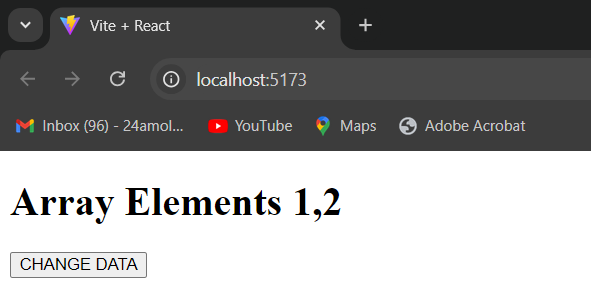 Vite + React
localhost:5173
Inbox (96) - 24amol... YouTube Maps Adobe Acrobat
Array Elements 1,2
CHANGE DATA